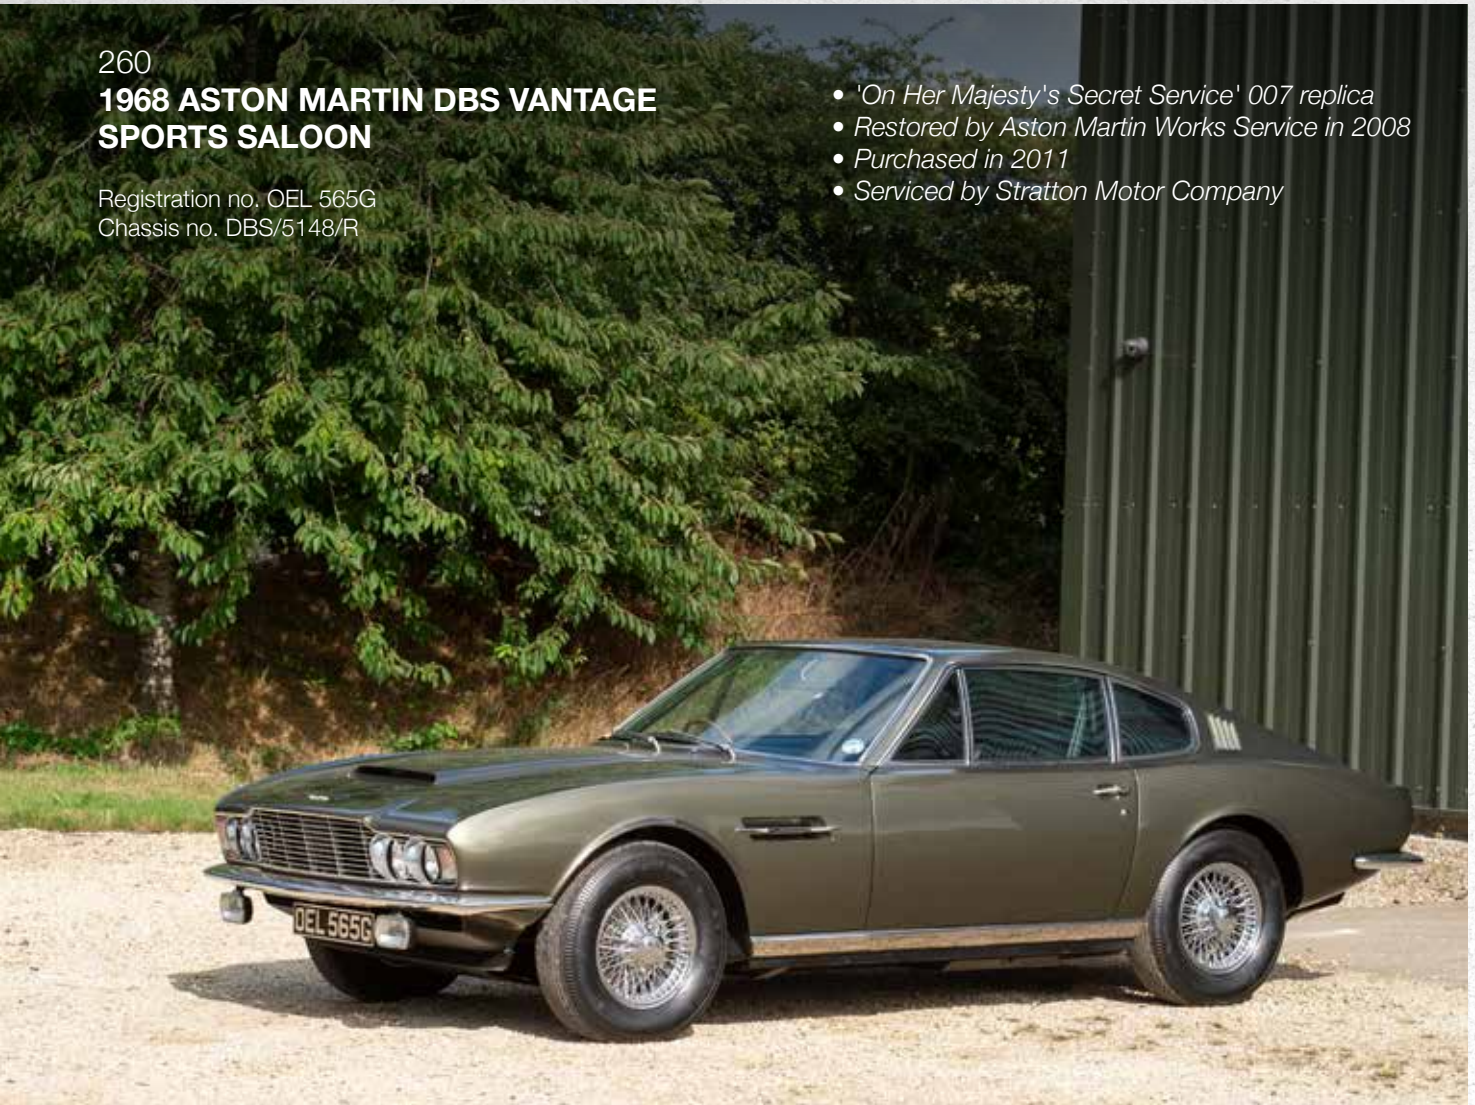 260
1968 ASTON MARTIN DBS VANTAGE
SPORTS SALOON
Registration no. OEL 565G
Chassis no. DBS/5148/R
• 'On Her Majesty's Secret Service' 007 replica
• Restored by Aston Martin Works Service in 2008
• Purchased in 2011
• Serviced by Stratton Motor Company
OEL 565G